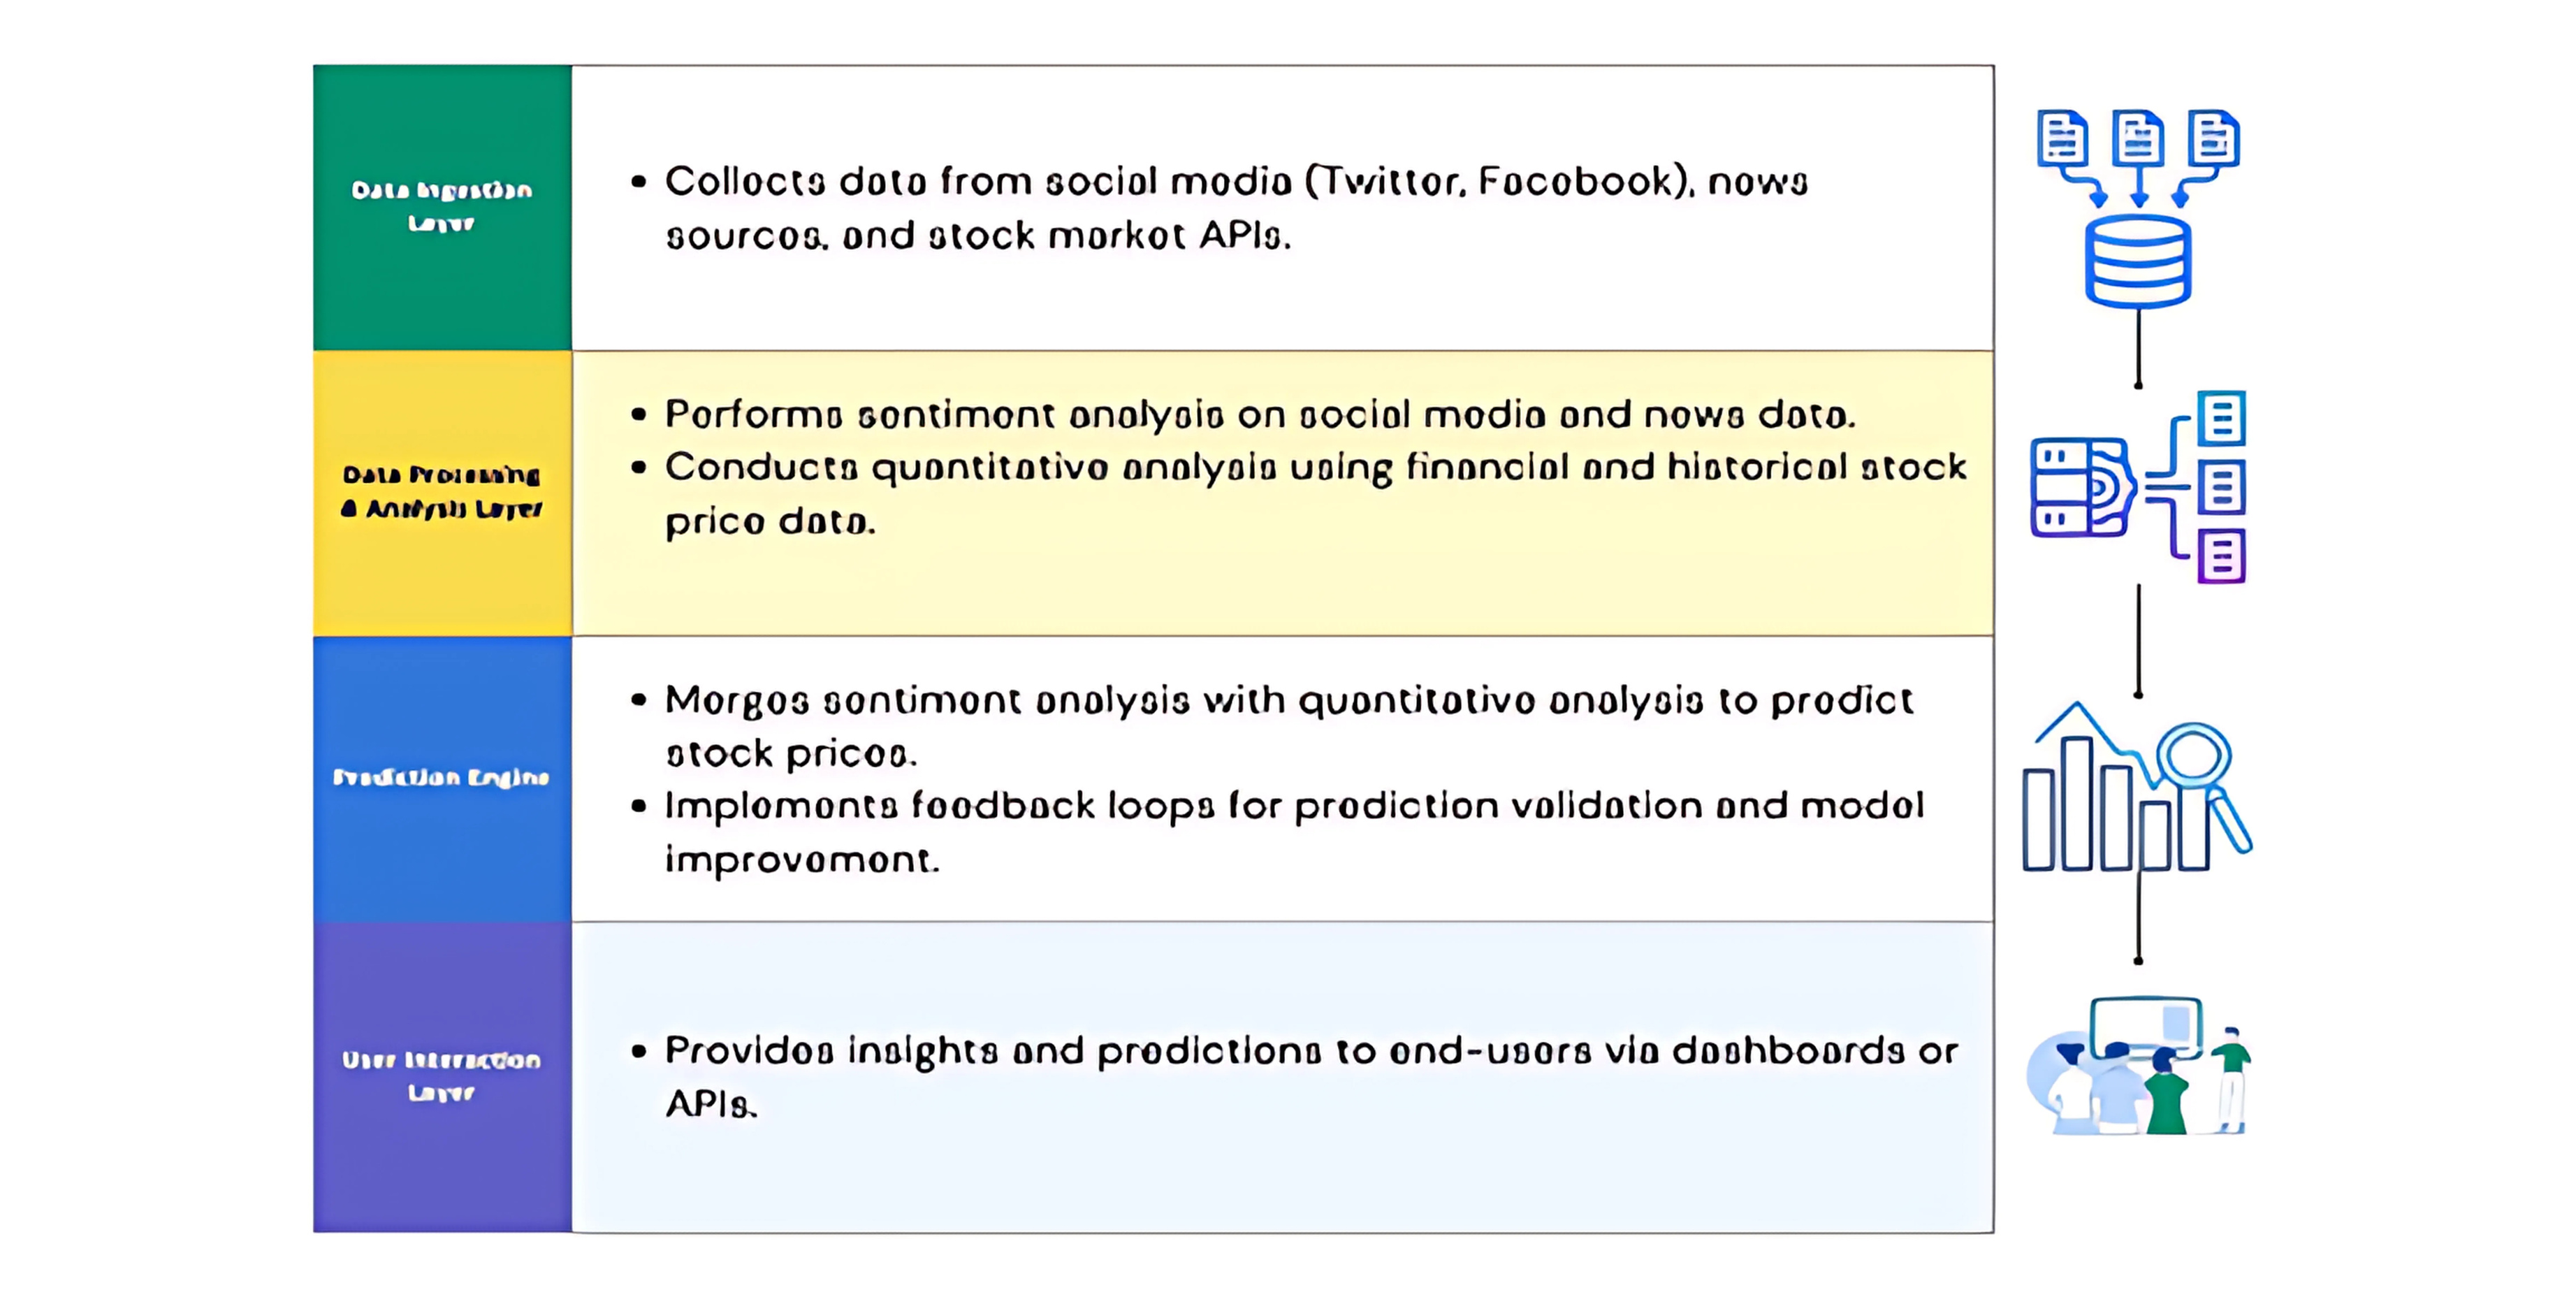 Data Ingestion
Layer
• Collects data from social media (Twitter, Facebook), news
sources, and stock market APIs.
Data Processing
& Analysis Layer
• Performs sentiment analysis on social media and news data.
• Conducts quantitative analysis using financial and historical stock
price data.
Prediction Engine
• Merges sentiment analysis with quantitative analysis to predict
stock prices.
• Implements feedback loops for prediction validation and model
improvement.
User Interaction
Layer
• Provides insights and predictions to end-users via dashboards or
APIs.